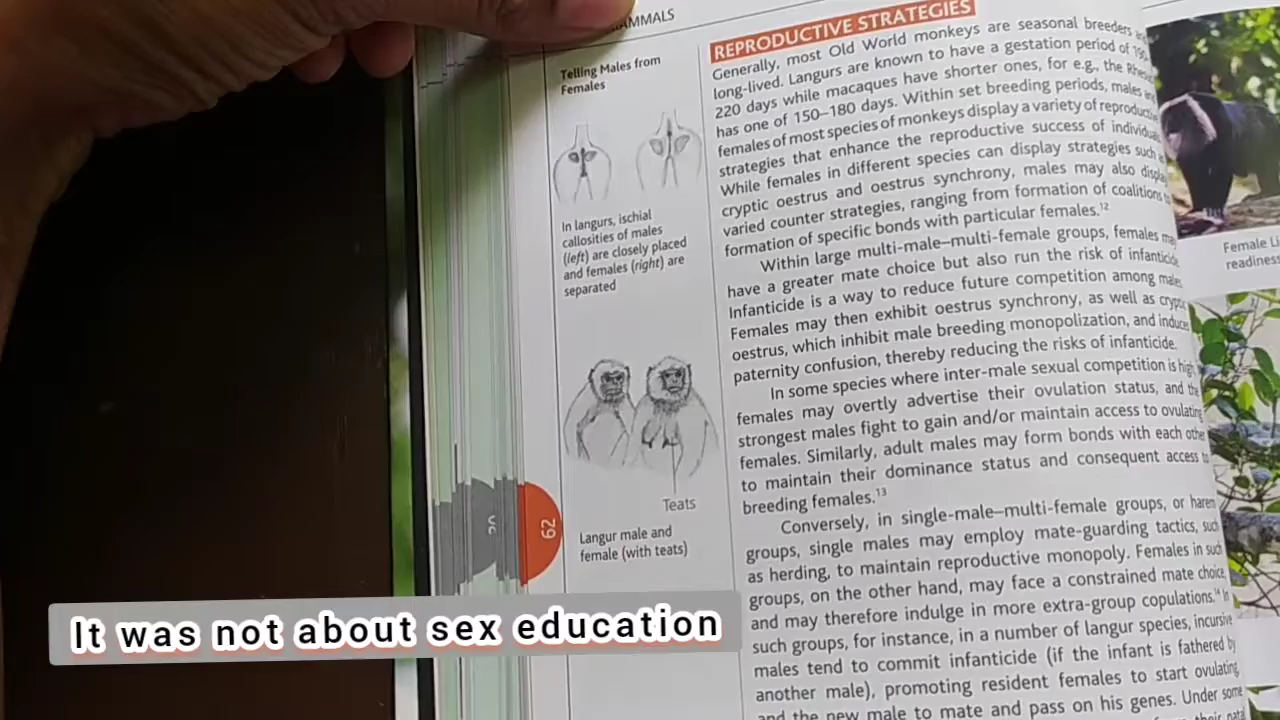 AMMALS
Telling Males from
Females
In langurs, ischial
callosities of males
(left) are closely placed
and females (right) are
separated
Teats
Langur male and
female (with teats)
62
REPRODUCTIVE STRATEGIES
Generally, most Old World monkeys are seasonal breeders
long-lived. Langurs are known to have a gestation period of
220 days while macaques have shorter ones, for e.g., the
has one of 150–180 days. Within set breeding periods, males
females of most species of monkeys display a variety of
strategies that enhance the reproductive success of
While females in different species can display strategies such
cryptic oestrus and oestrus synchrony, males may also
varied counter strategies, ranging from formation of coalitions
formation of specific bonds with particular females.12
Within large multi-male–multi-female groups, females
have a greater mate choice but also run the risk of infanticide.
Infanticide is a way to reduce future competition among
Females may then exhibit oestrus synchrony, as well as
oestrus, which inhibit male breeding monopolization, and
paternity confusion, thereby reducing the risks of infanticide.
In some species where inter-male sexual competition is high,
females may overtly advertise their ovulation status, and the
strongest males fight to gain and/or maintain access to ovulating
females. Similarly, adult males may form bonds with each other
to maintain their dominance status and consequent access
breeding females.13
Conversely, in single-male–multi-female groups, or harem
groups, single males may employ mate-guarding tactics, such
as herding, to maintain reproductive monopoly. Females in such
groups, on the other hand, may face a constrained mate choice,
and may therefore indulge in more extra-group copulations.14 In
such groups, for instance, in a number of langur species, incursive
males tend to commit infanticide (if the infant is fathered by
another male), promoting resident females to start ovulating,
and the new male to mate and pass on his genes. Under some
Female
readiness
It was not about sex education